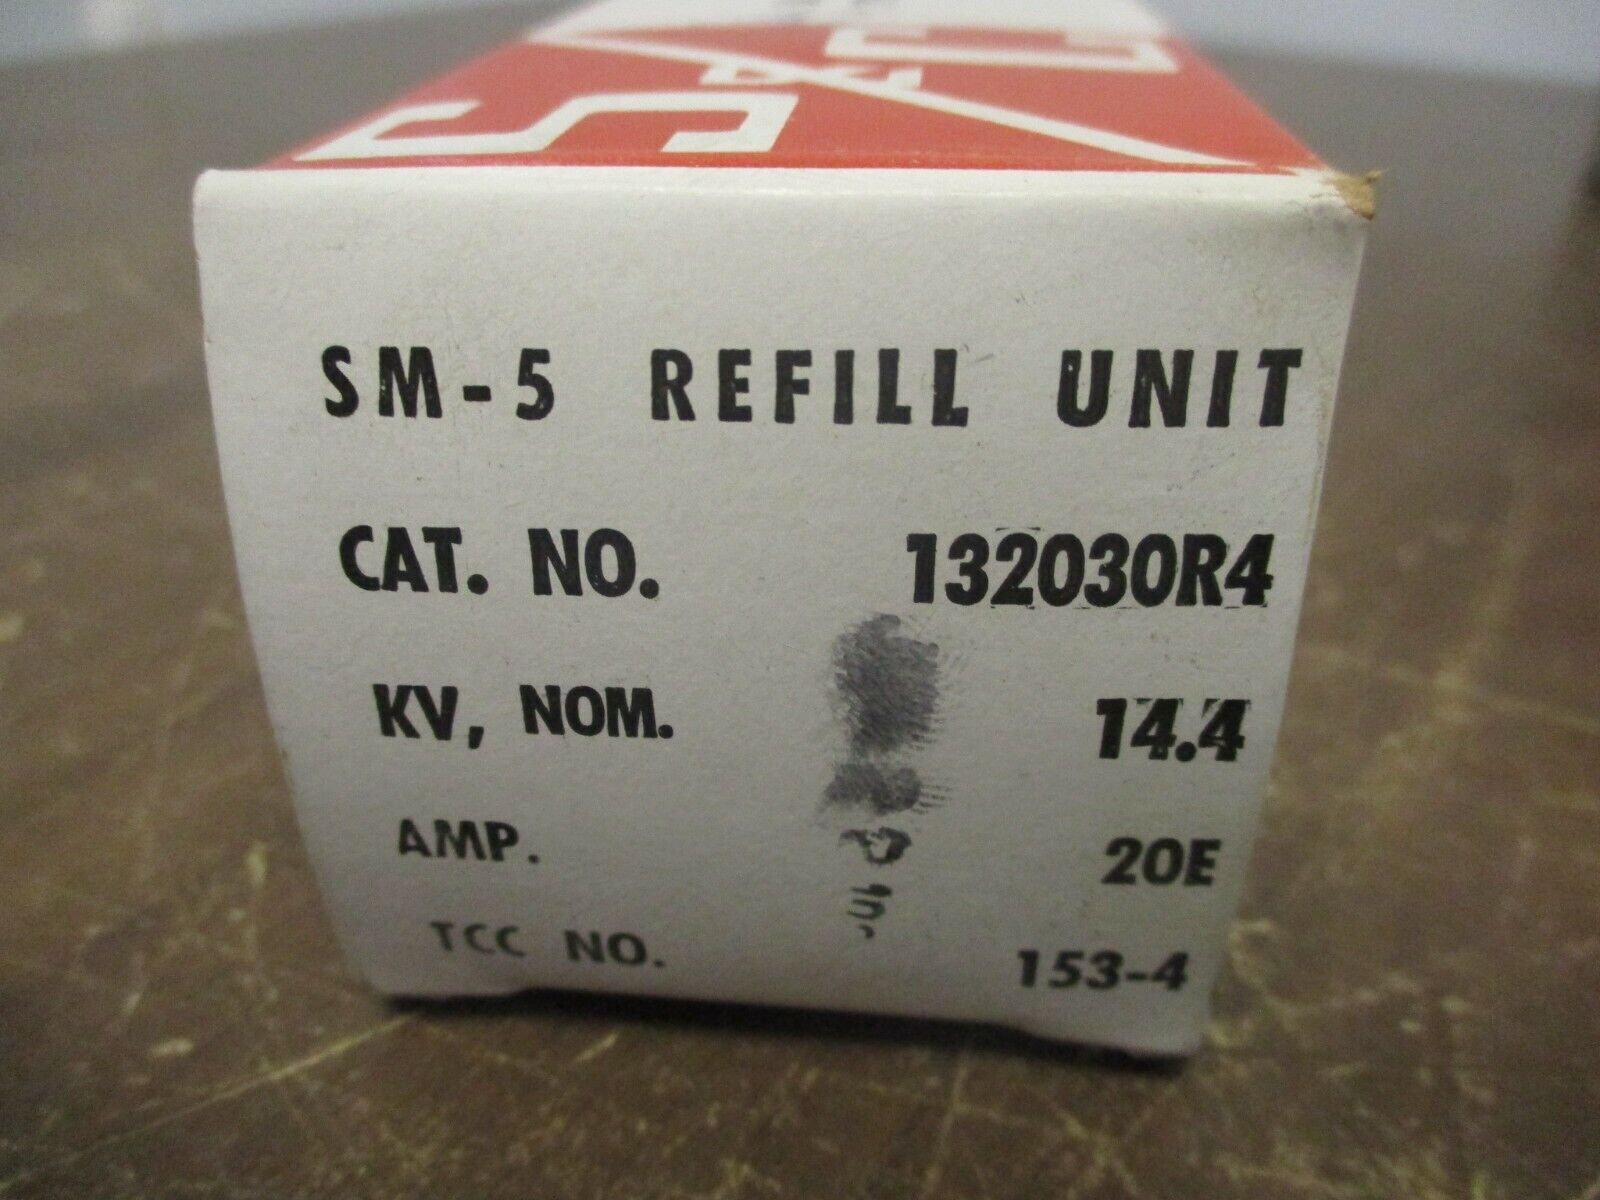 S & C
SM-5 REFILL UNIT
CAT. NO. 132030R4
KV, NOM. 14.4
AMP. 20E
TCC NO. 153-4